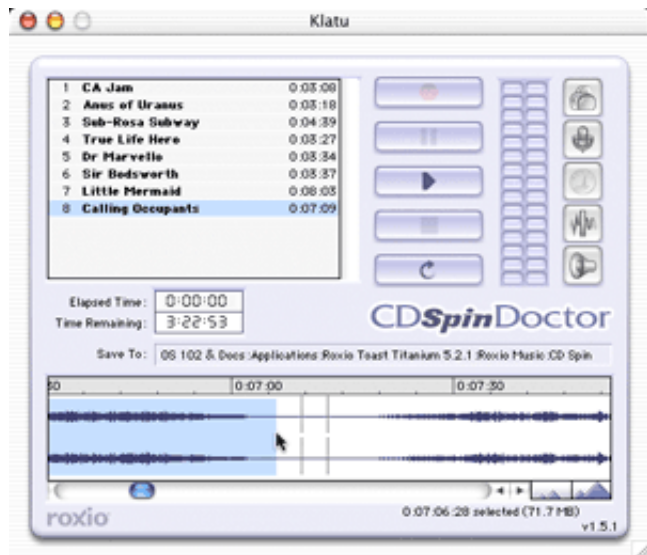 Klatu
1 CA Jam 0:03:08
2 Anus of Uranus 0:03:18
3 Sub-Rosa Subway 0:04:39
4 True Life Hero 0:03:27
5 Dr Marvello 0:03:34
6 Sir Bodsworth 0:03:37
7 Little Mermaid 0:08:03
8 Calling Occupants 0:07:09
Elapsed Time: 0:00:00
Time Remaining: 3:22:53
CDSpinDoctor
Save To: OS 102 & Docs:Applications:Roxio Toast Titanium 5.2.1:Roxio Music:CD Spin
50 0:07:00 0:07:30
roxio
0:07:06:28 selected (71.7 MB)
v1.5.1